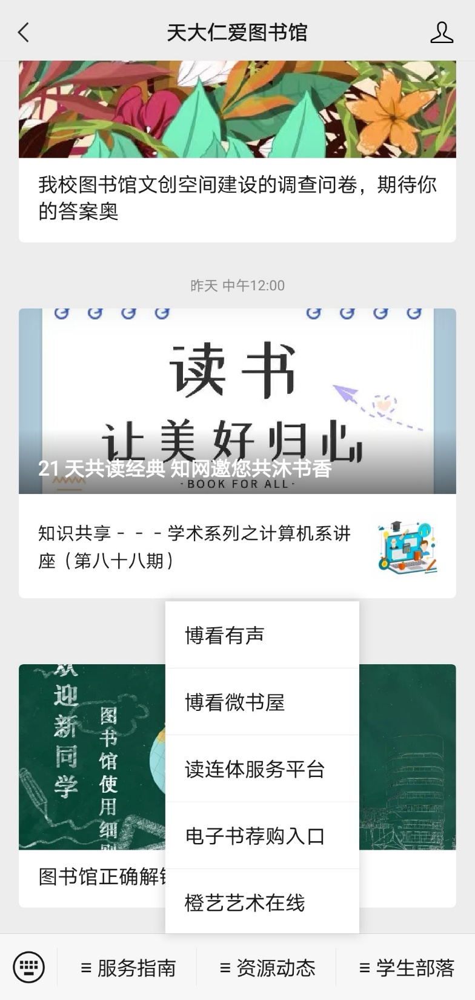 天大仁爱图书馆
我校图书馆文创空间建设的调查问卷，期待你
的答案奥
昨天 中午12:00
读书
让美好归心
21 天共读经典 知网邀您共沐书香
·BOOK FOR ALL·
知识共享－－－学术系列之计算机系讲
座（第八十八期）
欢迎新同学
图书馆使用细则
图书馆正确解
博看有声
博看微书屋
读连体服务平台
电子书荐购入口
橙艺艺术在线
服务指南
资源动态
学生部落